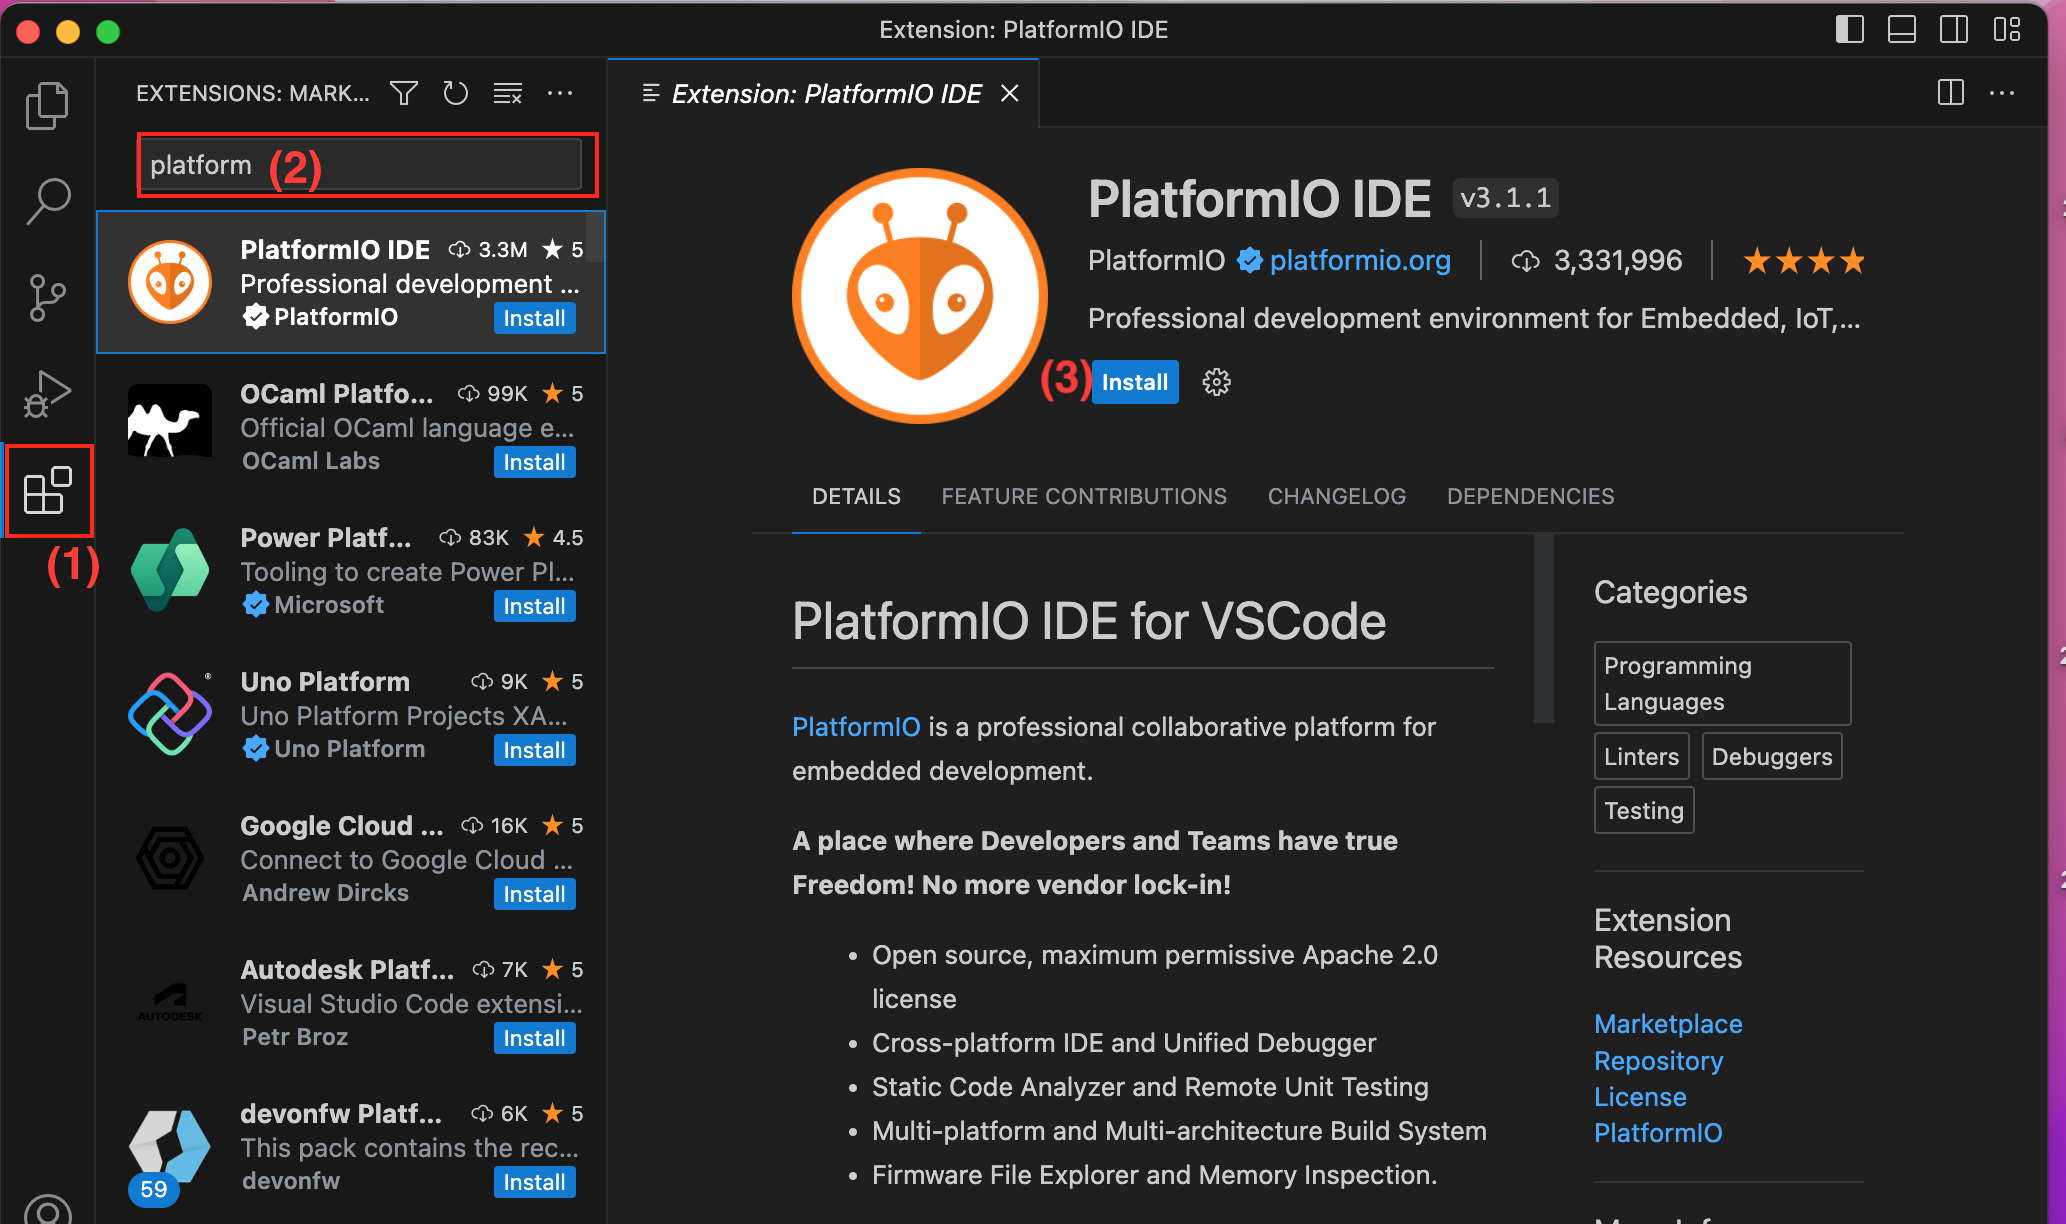 Extension: PlatformIO IDE
EXTENSIONS: MARK...
Extension: PlatformIO IDE
platform (2)
PlatformIO IDE 3.3M ★ 5
Professional development ...
PlatformIO Install
OCaml Platfo... 99K ★ 5
Official OCaml language e...
OCaml Labs Install
(1)
Power Platf... 83K ★ 4.5
Tooling to create Power Pl...
Microsoft Install
Uno Platform 9K ★ 5
Uno Platform Projects XA...
Uno Platform Install
Google Cloud ... 16K ★ 5
Connect to Google Cloud ...
Andrew Dircks Install
AUTODESK
Autodesk Platf... 7K ★ 5
Visual Studio Code extensi...
Petr Broz Install
devonfw Platf... 6K ★ 5
This pack contains the rec...
devonfw Install
59
PlatformIO IDE v3.1.1
PlatformIO platformio.org 3,331,996 ★★★★
Professional development environment for Embedded, IoT,...
(3) Install
DETAILS FEATURE CONTRIBUTIONS CHANGELOG DEPENDENCIES
PlatformIO IDE for VSCode
PlatformIO is a professional collaborative platform for
embedded development.
A place where Developers and Teams have true
Freedom! No more vendor lock-in!
• Open source, maximum permissive Apache 2.0
license
• Cross-platform IDE and Unified Debugger
• Static Code Analyzer and Remote Unit Testing
• Multi-platform and Multi-architecture Build System
• Firmware File Explorer and Memory Inspection.
Categories
Programming
Languages
Linters Debuggers
Testing
Extension
Resources
Marketplace
Repository
License
PlatformIO